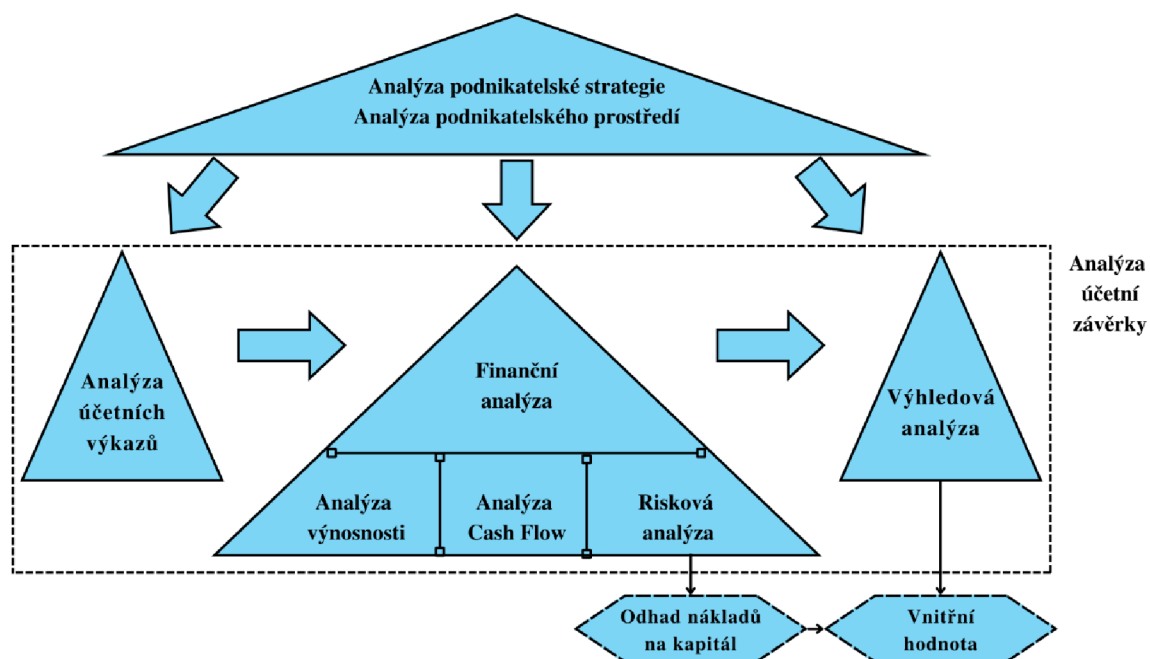 Analýza podnikatelské strategie
Analýza podnikatelského prostředí
Analýza
účetní
závěrky
Analýza
účetních
výkazů
Finanční
analýza
Výhledová
analýza
Analýza
výnosnosti
Analýza
Cash Flow
Risková
analýza
Odhad nákladů
na kapitál
Vnitřní
hodnota